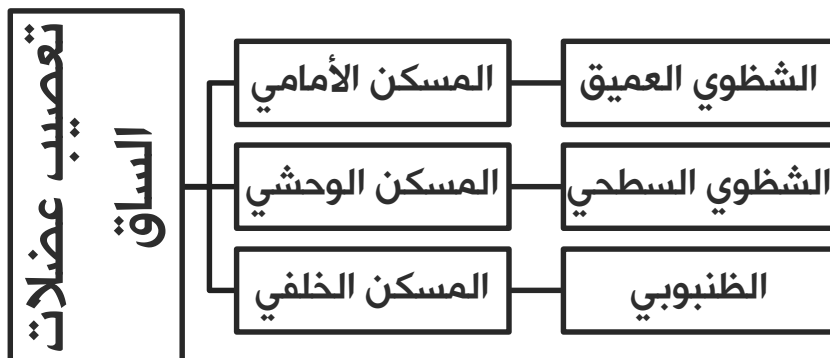 تعصيب عضلات
الساق
المسكن الأمامي
الشظوي العميق
المسكن الوحشي
الشظوي السطحي
المسكن الخلفي
الظنبوبي